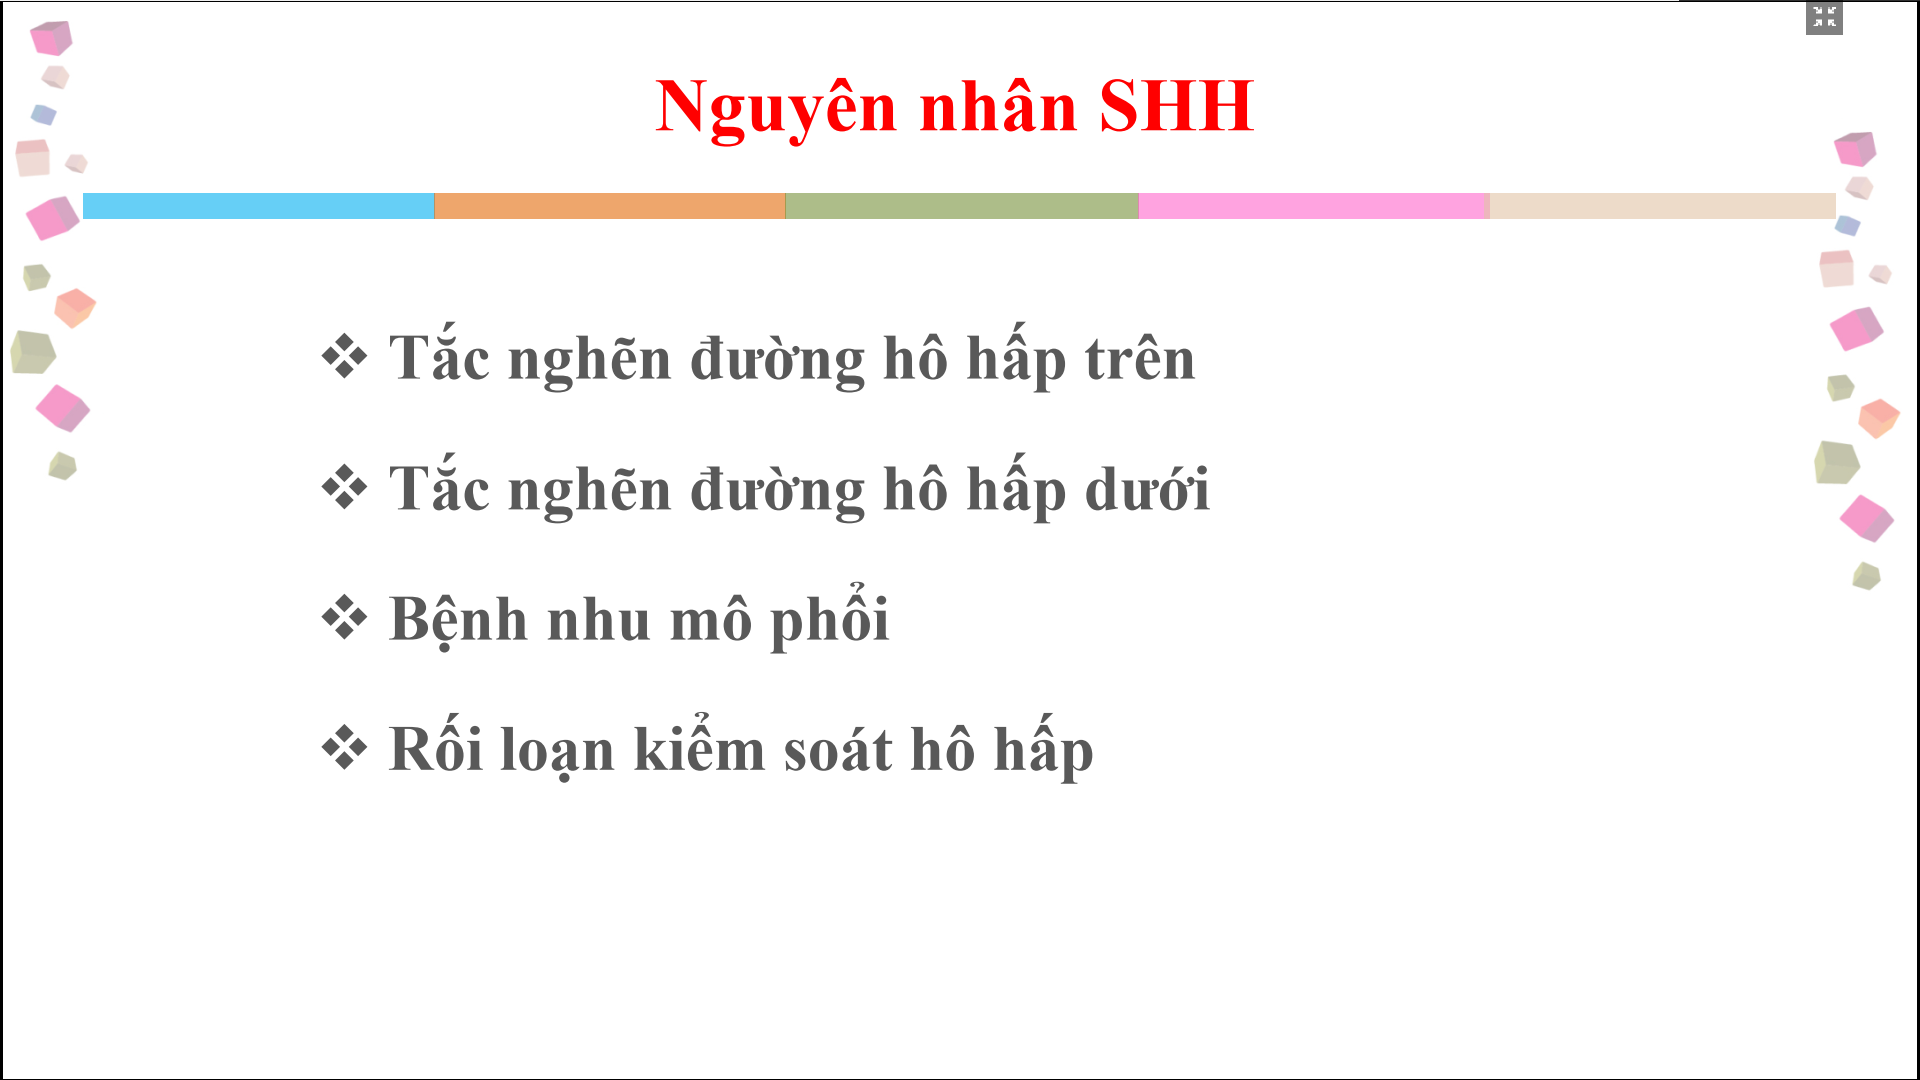 Nguyên nhân SHH
❖ Tắc nghẽn đường hô hấp trên
❖ Tắc nghẽn đường hô hấp dưới
❖ Bệnh nhu mô phổi
❖ Rối loạn kiểm soát hô hấp